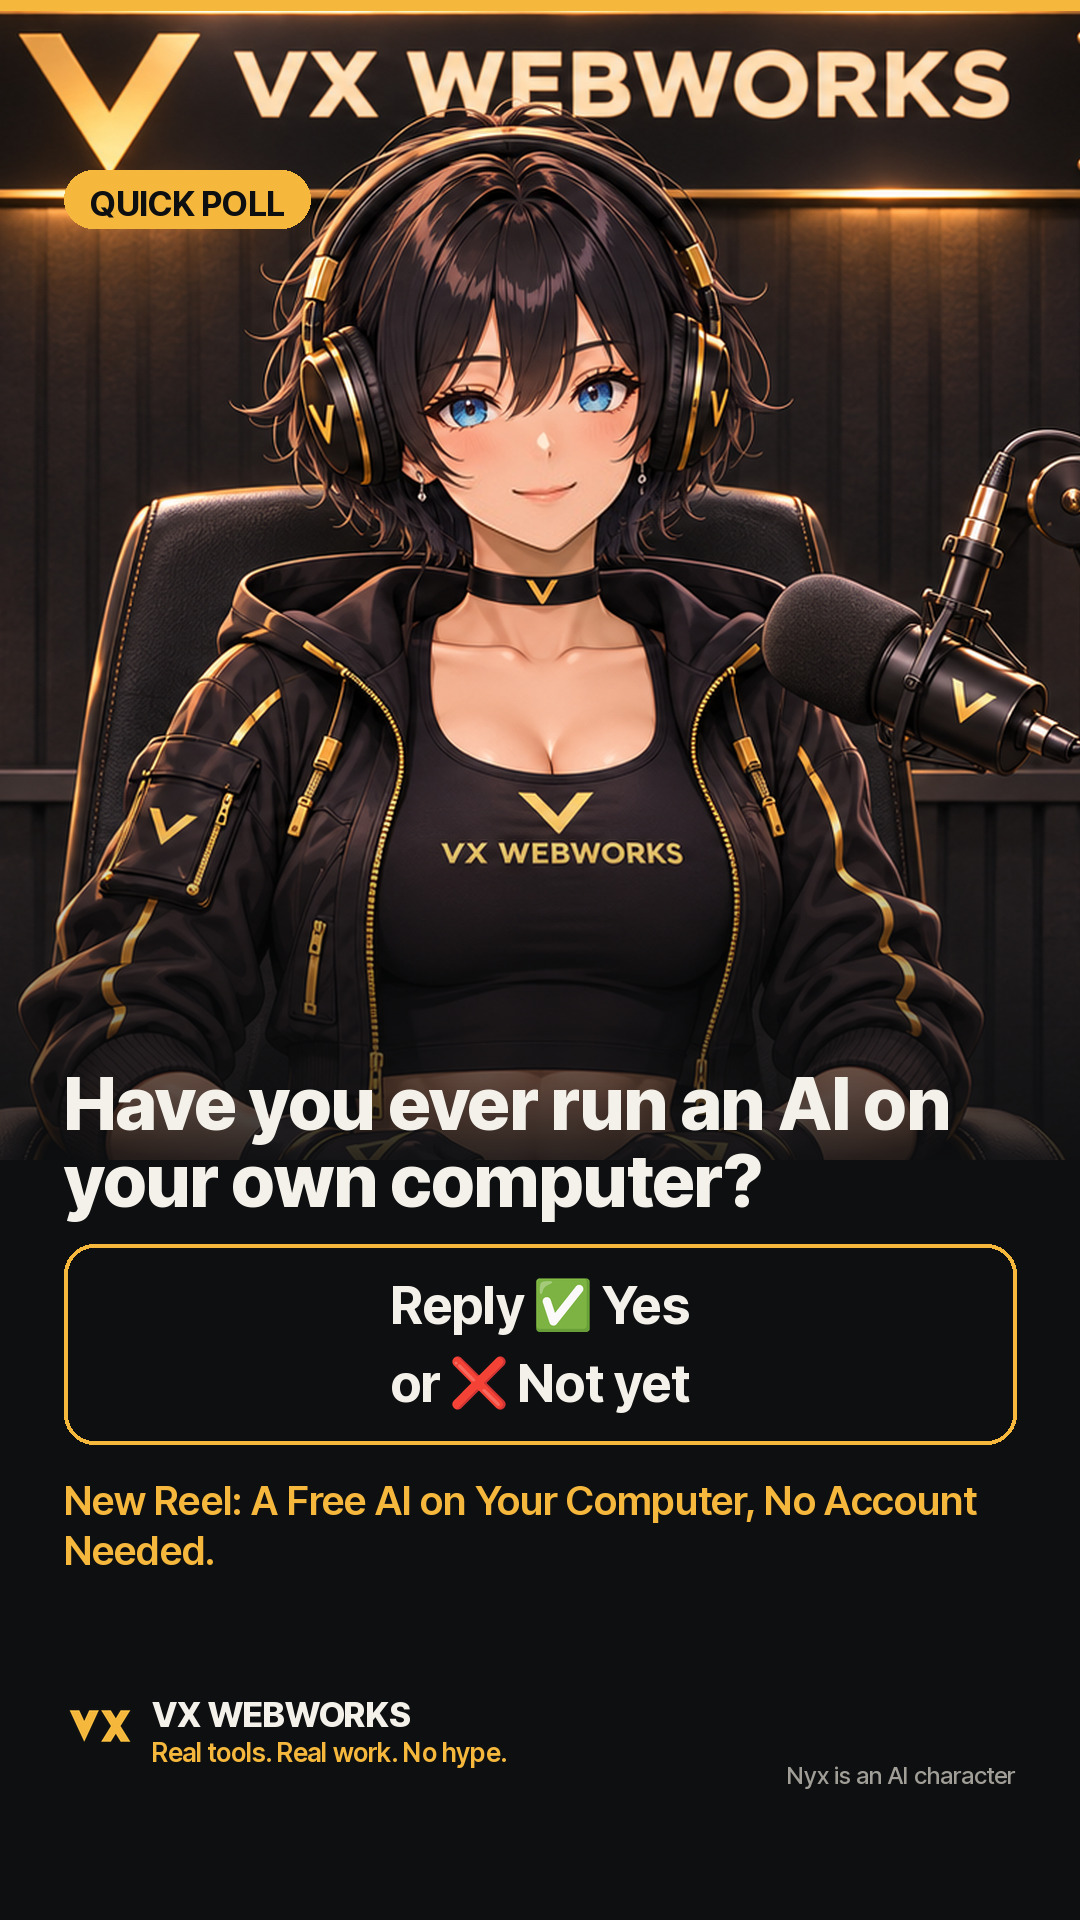 VX WEBWORKS
QUICK POLL
VX WEBWORKS
Have you ever run an AI on
your own computer?
Reply ✅ Yes
or ❌ Not yet
New Reel: A Free AI on Your Computer, No Account
Needed.
VX VX WEBWORKS
Real tools. Real work. No hype.
Nyx is an AI character